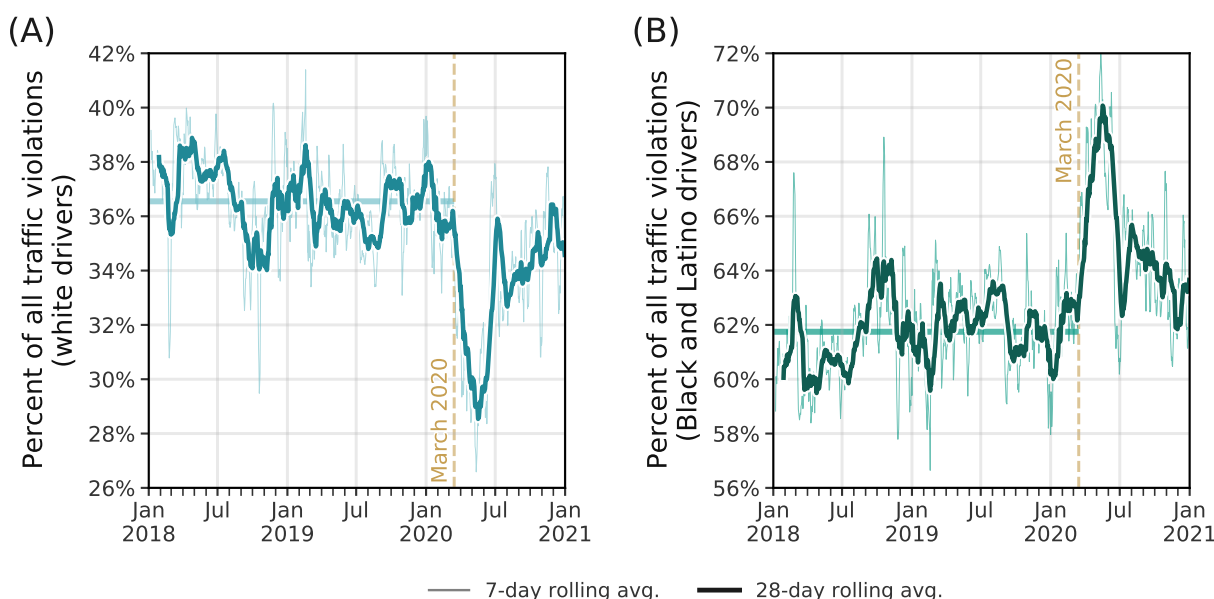 (A)
Percent of all traffic violations
(white drivers)
42%
40%
38%
36%
34%
32%
30%
28%
26%
March 2020
Jan
2018
Jul
Jan
2019
Jul
Jan
2020
Jul
Jan
2021
(B)
Percent of all traffic violations
(Black and Latino drivers)
72%
70%
68%
66%
64%
62%
60%
58%
56%
March 2020
Jan
2018
Jul
Jan
2019
Jul
Jan
2020
Jul
Jan
2021
7-day rolling avg.
28-day rolling avg.